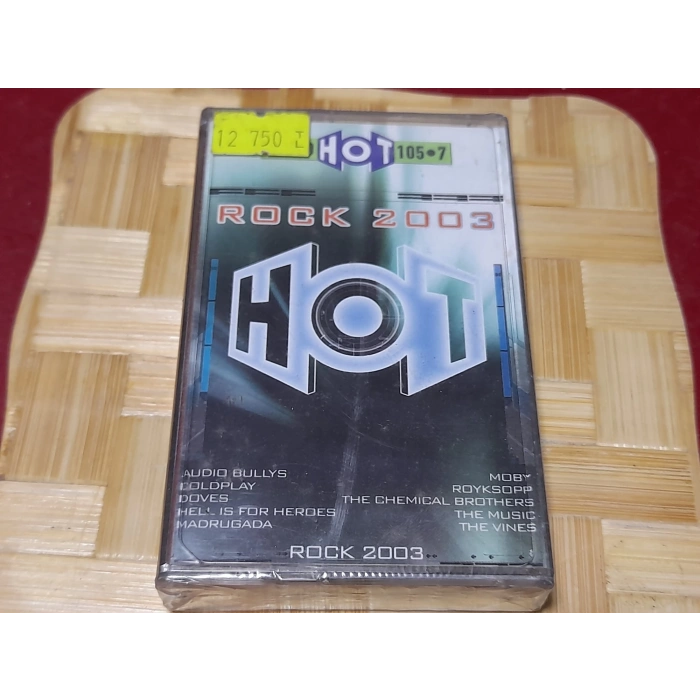 12 750 T
HOT 105•7
ROCK 2003
HOT
AUDIO BULLYS
COLDPLAY
DOVES
HELL IS FOR HEROES
MADRUGADA
MOBY
ROYKSOPP
THE CHEMICAL BROTHERS
THE MUSIC
THE VINES
ROCK 2003